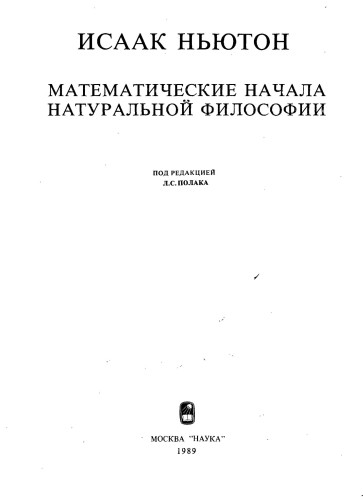 ИСААК НЬЮТОН
МАТЕМАТИЧЕСКИЕ НАЧАЛА
НАТУРАЛЬНОЙ ФИЛОСОФИИ
ПОД РЕДАКЦИЕЙ
Л.С. ПОЛАКА
МОСКВА "НАУКА"
1989